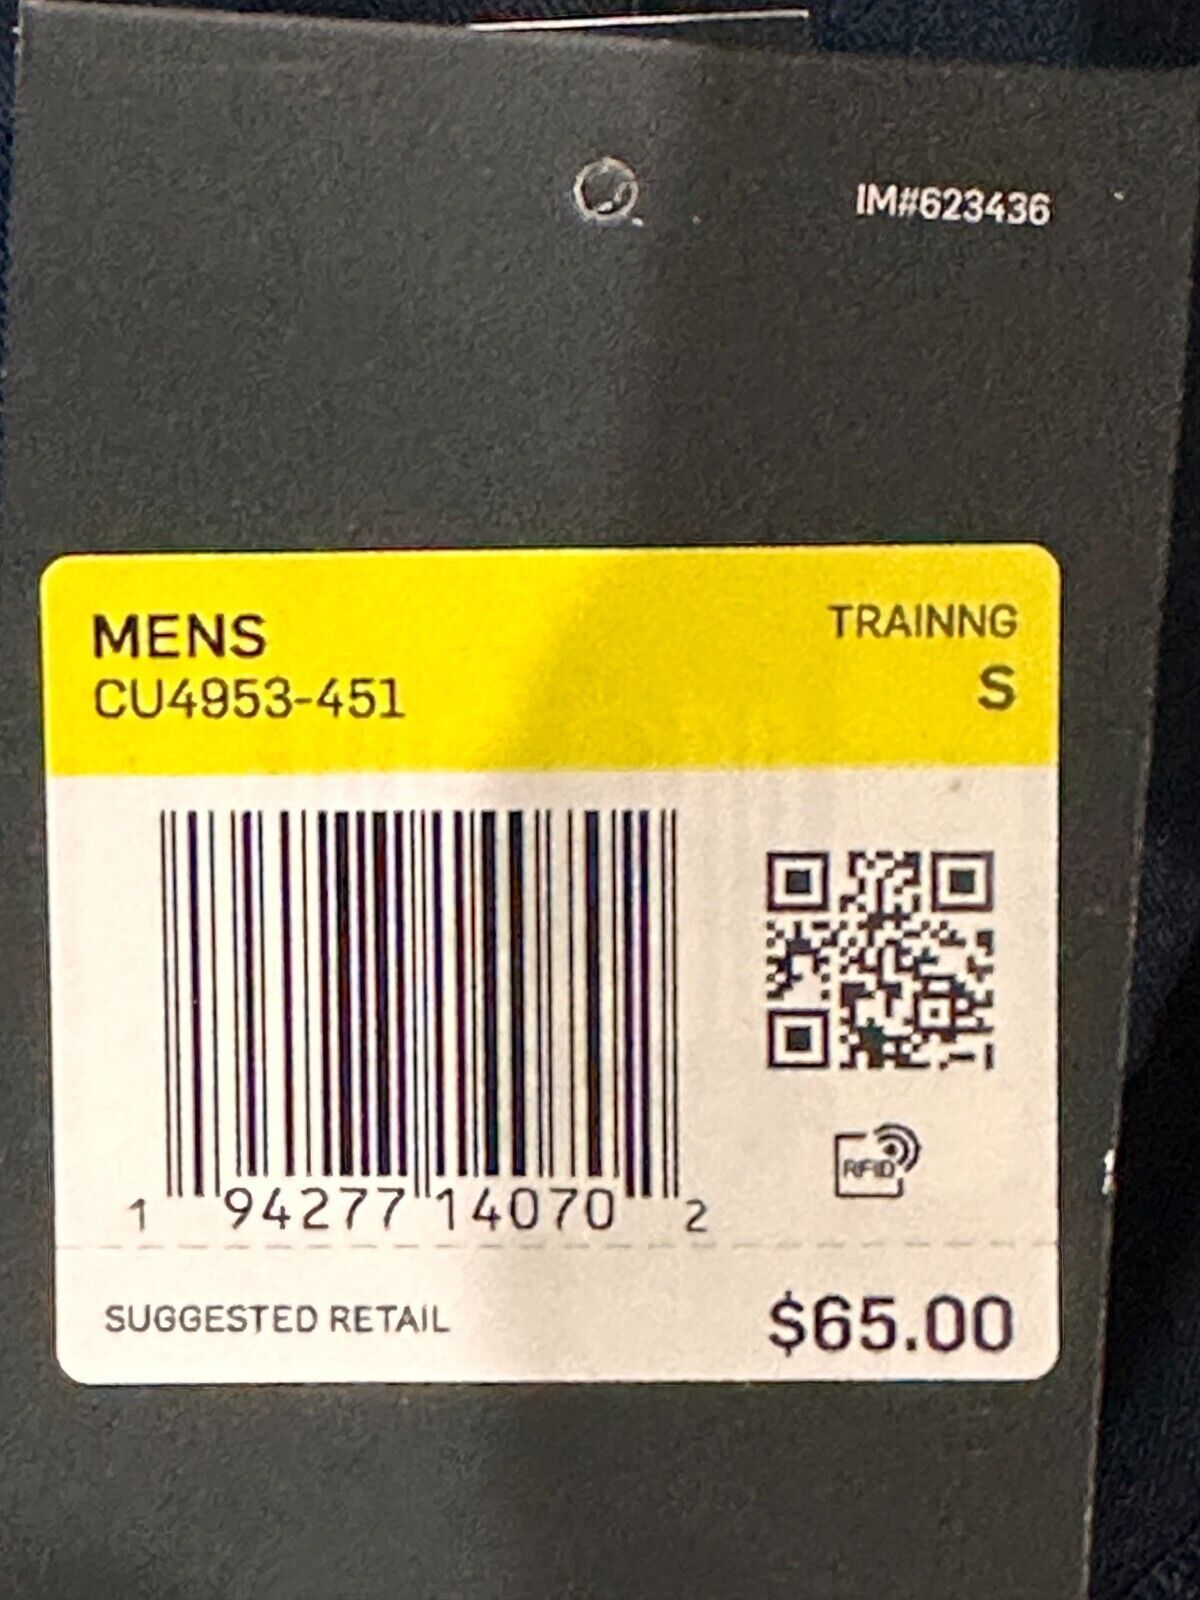 IM#623436
MENS
TRAINNG
CU4953-451
S
RFID
1 94277 14070 2
SUGGESTED RETAIL
$65.00